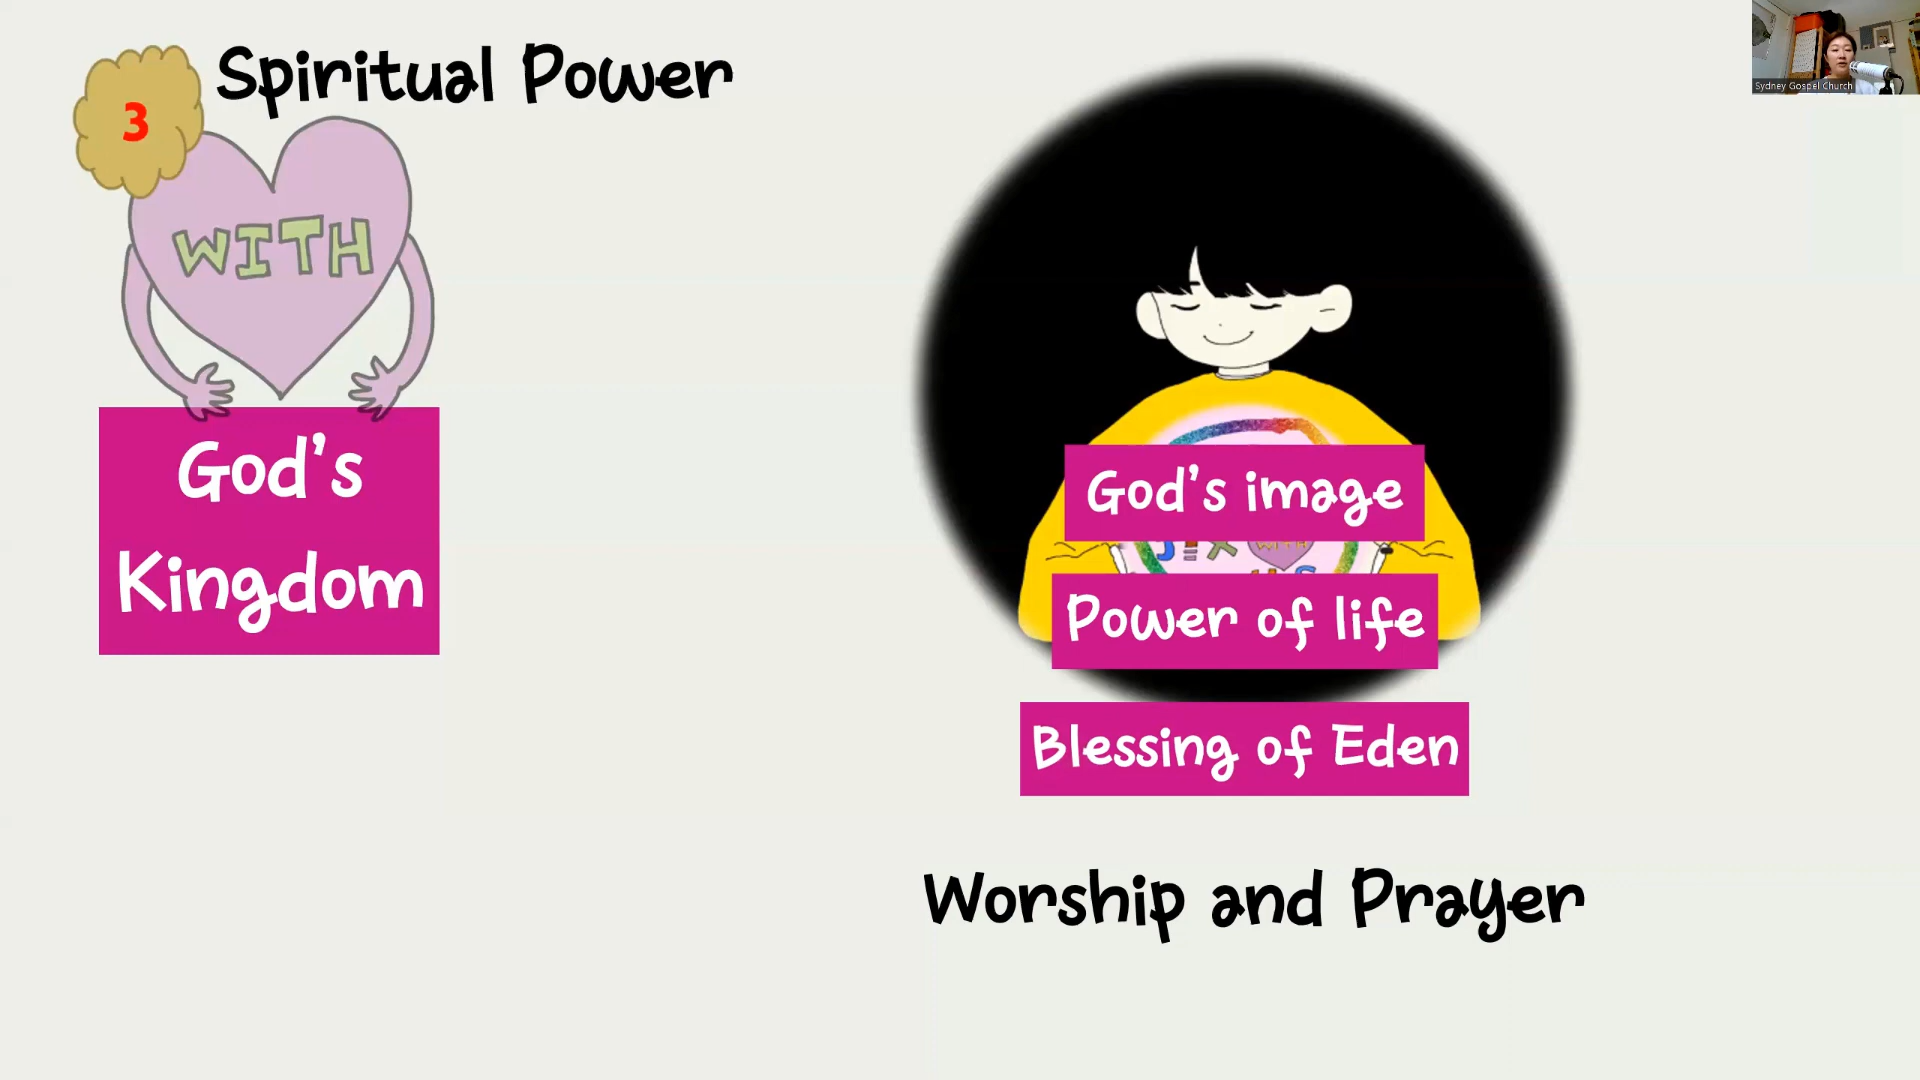 Spiritual Power
3
WITH
God's
Kingdom
God's image
WITH
Power of life
Blessing of Eden
Worship and Prayer
Sydney Gospel Church